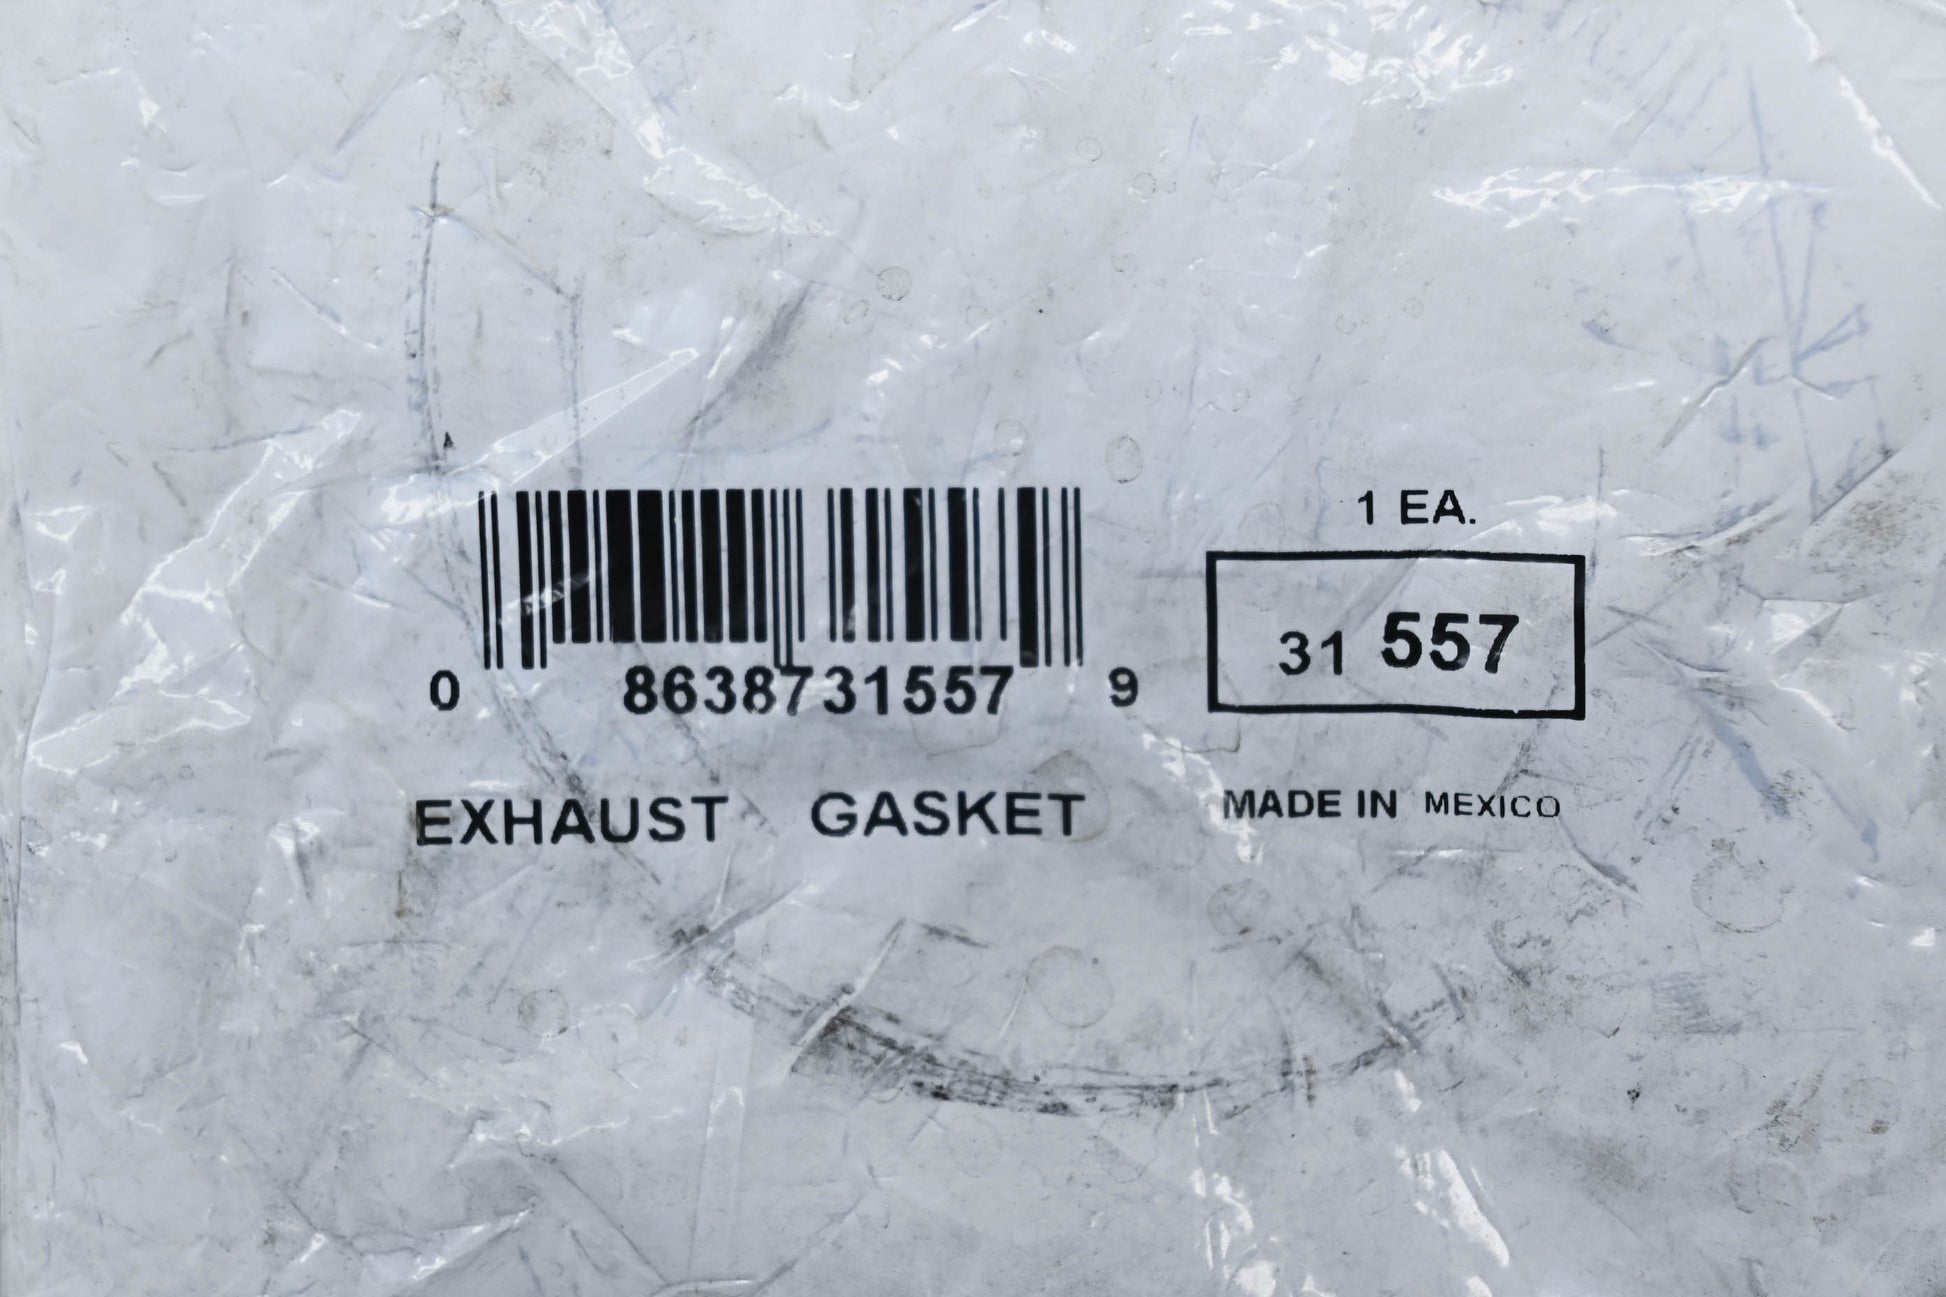 1 EA.
31 557
0 8638731557 9
EXHAUST GASKET
MADE IN MEXICO